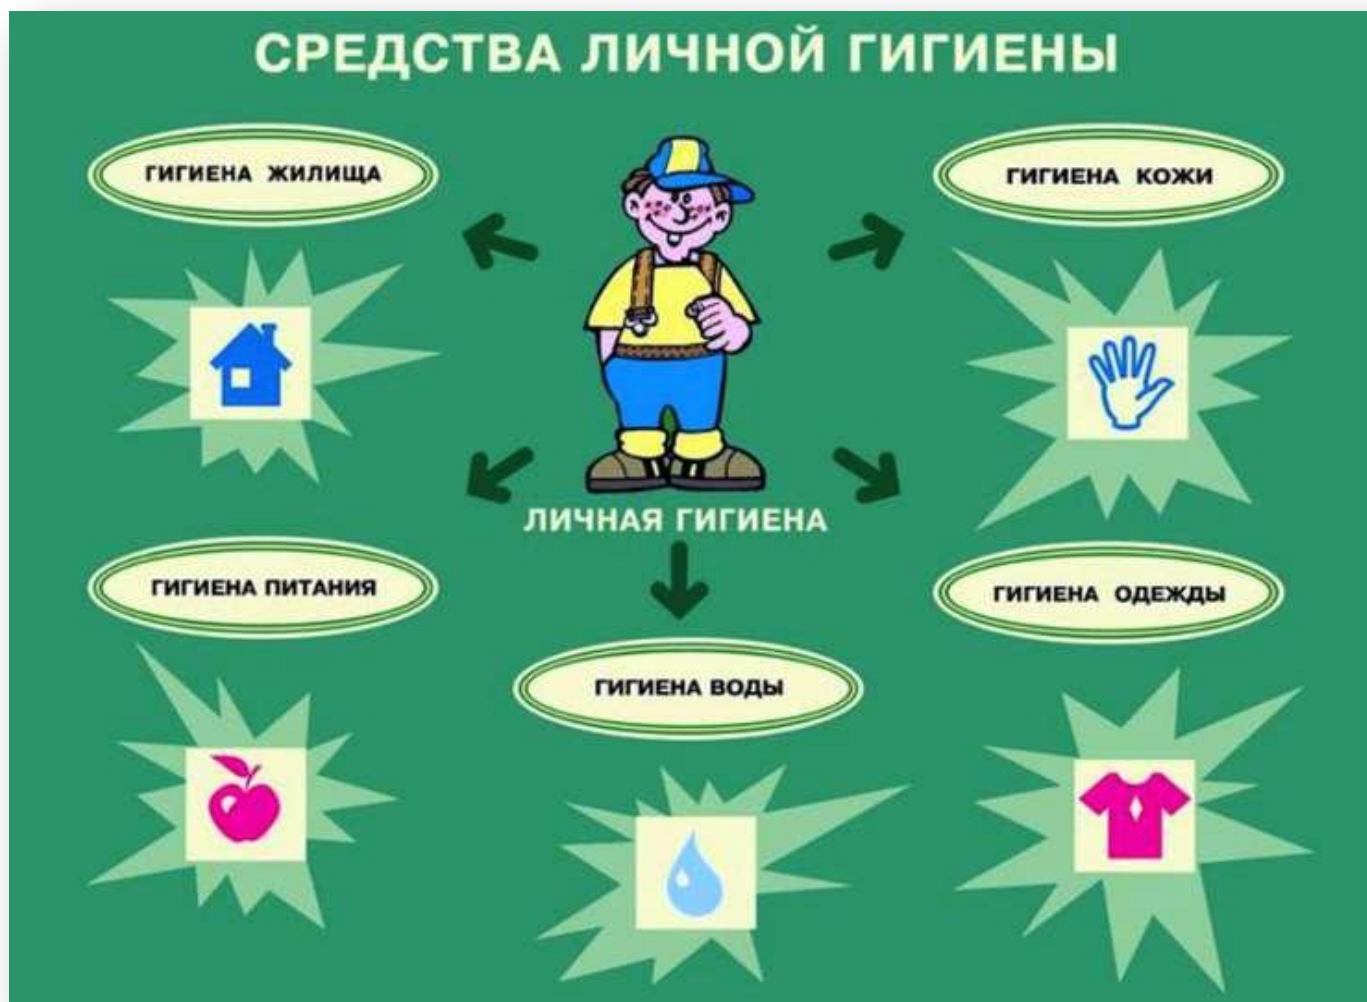 СРЕДСТВА ЛИЧНОЙ ГИГИЕНЫ
ГИГИЕНА ЖИЛИЩА
ГИГИЕНА КОЖИ
ЛИЧНАЯ ГИГИЕНА
ГИГИЕНА ПИТАНИЯ
ГИГИЕНА ОДЕЖДЫ
ГИГИЕНА ВОДЫ